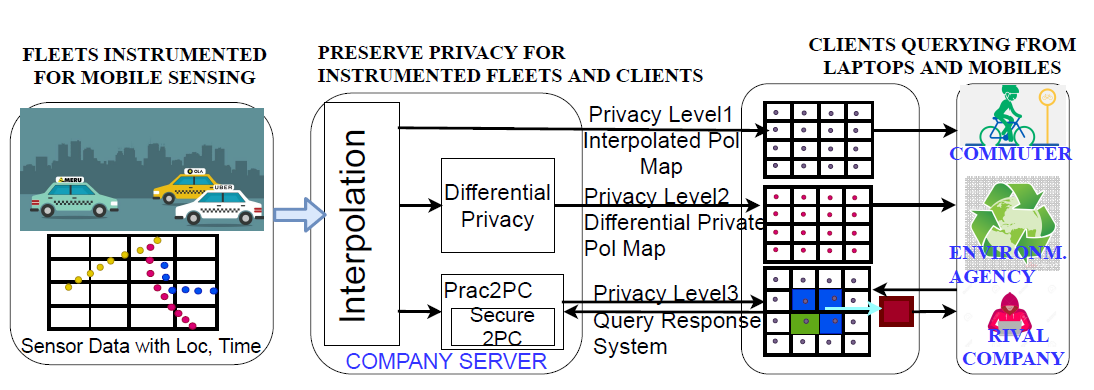 FLEETS INSTRUMENTED
FOR MOBILE SENSING
MERU
OLA
UBER
Sensor Data with Loc, Time
PRESERVE PRIVACY FOR
INSTRUMENTED FLEETS AND CLIENTS
Interpolation
Differential
Privacy
Prac2PC
Secure
2PC
COMPANY SERVER
Privacy Level1
Interpolated Pol
Map
Privacy Level2
Differential Private
Pol Map
Privacy Level3
Query Response
System
CLIENTS QUERYING FROM
LAPTOPS AND MOBILES
COMMUTER
ENVIRONM.
AGENCY
RIVAL
COMPANY